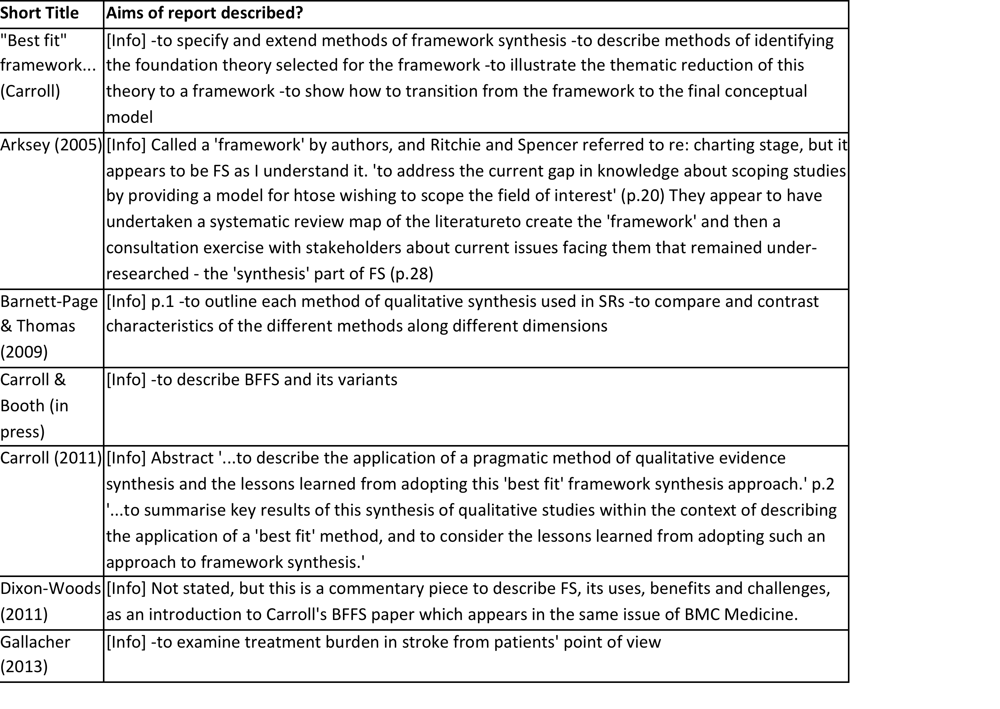 Short Title
Aims of report described?
"Best fit"
framework...
(Carroll)
[Info] -to specify and extend methods of framework synthesis -to describe methods of identifying
the foundation theory selected for the framework -to illustrate the thematic reduction of this
theory to a framework -to show how to transition from the framework to the final conceptual
model
Arksey (2005)
[Info] Called a 'framework' by authors, and Ritchie and Spencer referred to re: charting stage, but it
appears to be FS as I understand it. 'to address the current gap in knowledge about scoping studies
by providing a model for htose wishing to scope the field of interest' (p.20) They appear to have
undertaken a systematic review map of the literatureto create the 'framework' and then a
consultation exercise with stakeholders about current issues facing them that remained under-
researched - the 'synthesis' part of FS (p.28)
Barnett-Page
& Thomas
(2009)
[Info] p.1 -to outline each method of qualitative synthesis used in SRs -to compare and contrast
characteristics of the different methods along different dimensions
Carroll &
Booth (in
press)
[Info] -to describe BFFS and its variants
Carroll (2011)
[Info] Abstract '...to describe the application of a pragmatic method of qualitative evidence
synthesis and the lessons learned from adopting this 'best fit' framework synthesis approach.' p.2
'...to summarise key results of this synthesis of qualitative studies within the context of describing
the application of a 'best fit' method, and to consider the lessons learned from adopting such an
approach to framework synthesis.'
Dixon-Woods
(2011)
[Info] Not stated, but this is a commentary piece to describe FS, its uses, benefits and challenges,
as an introduction to Carroll's BFFS paper which appears in the same issue of BMC Medicine.
Gallacher
(2013)
[Info] -to examine treatment burden in stroke from patients' point of view